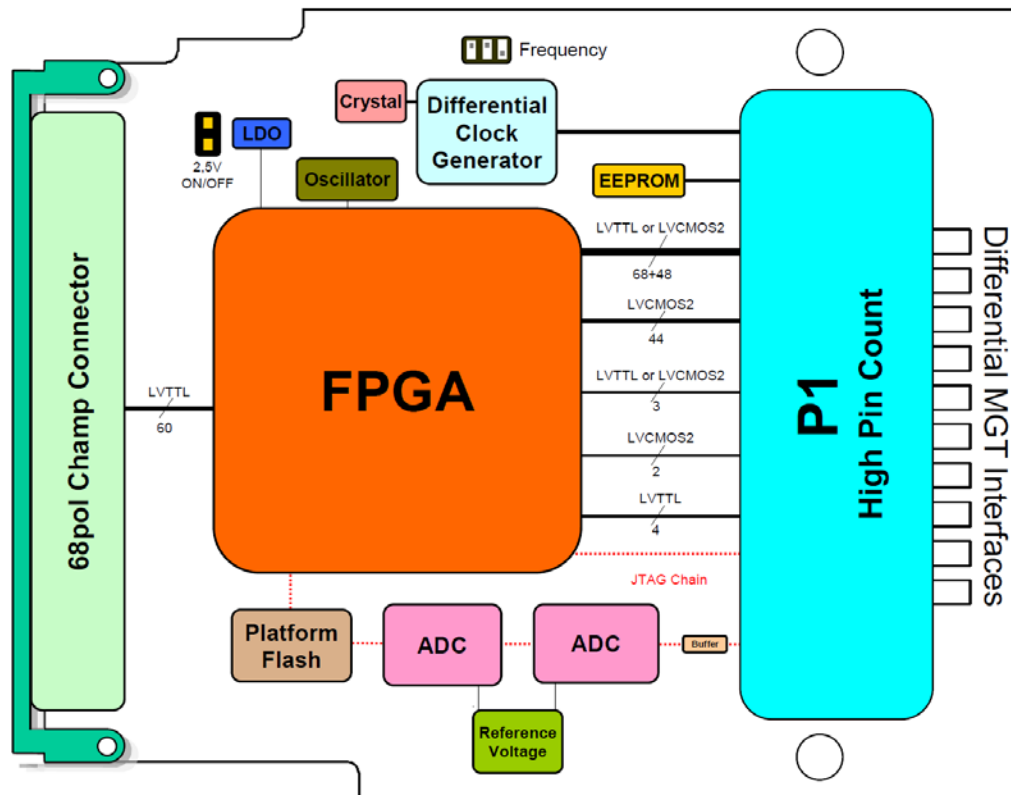 Frequency
Crystal
Differential
Clock
Generator
LDO
2.5V
ON/OFF
Oscillator
EEPROM
LVTTL or LVCMOS2
68+48
LVCMOS2
44
FPGA
LVTTL or LVCMOS2
3
LVCMOS2
2
LVTTL
4
LVTTL
60
68pol Champ Connector
P1
High Pin Count
Differential MGT Interfaces
JTAG Chain
Platform
Flash
ADC
ADC
Buffer
Reference
Voltage